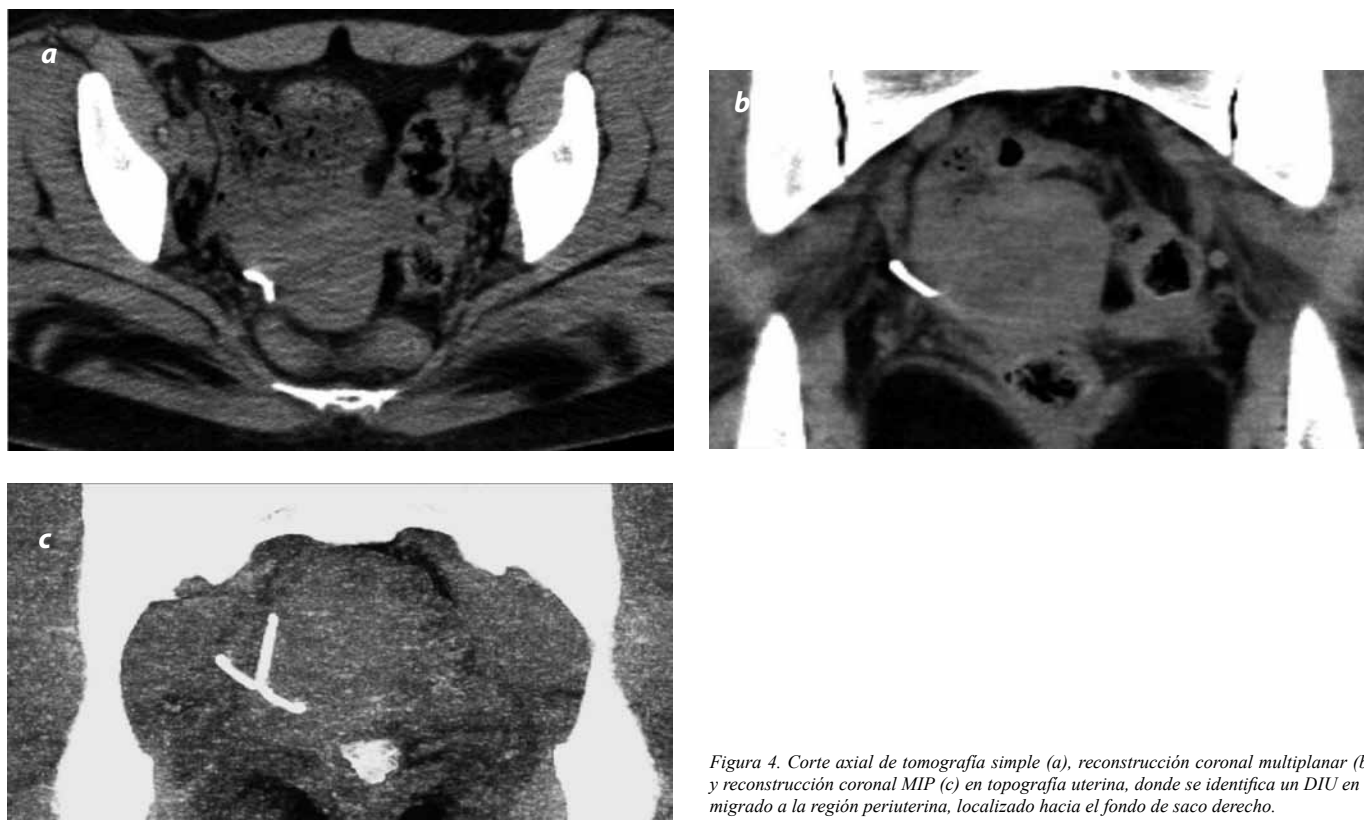 a
b
c
Figura 4. Corte axial de tomografía simple (a), reconstrucción coronal multiplanar (b
y reconstrucción coronal MIP (c) en topografía uterina, donde se identifica un DIU en
migrado a la región periuterina, localizado hacia el fondo de saco derecho.